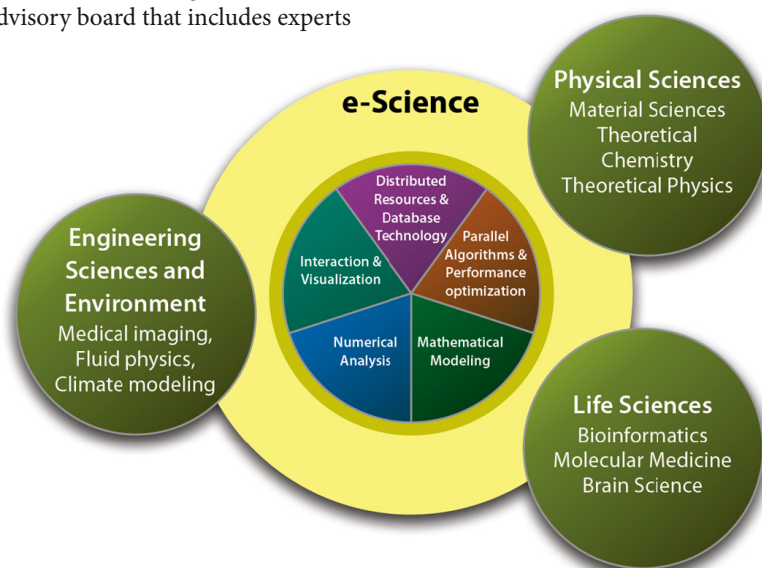 dvisory board that includes experts
e-Science
Physical Sciences
Material Sciences
Theoretical
Chemistry
Theoretical Physics
Distributed
Resources &
Database
Technology
Parallel
Algorithms &
Performance
optimization
Interaction &
Visualization
Numerical
Analysis
Mathematical
Modeling
Engineering
Sciences and
Environment
Medical imaging,
Fluid physics,
Climate modeling
Life Sciences
Bioinformatics
Molecular Medicine
Brain Science